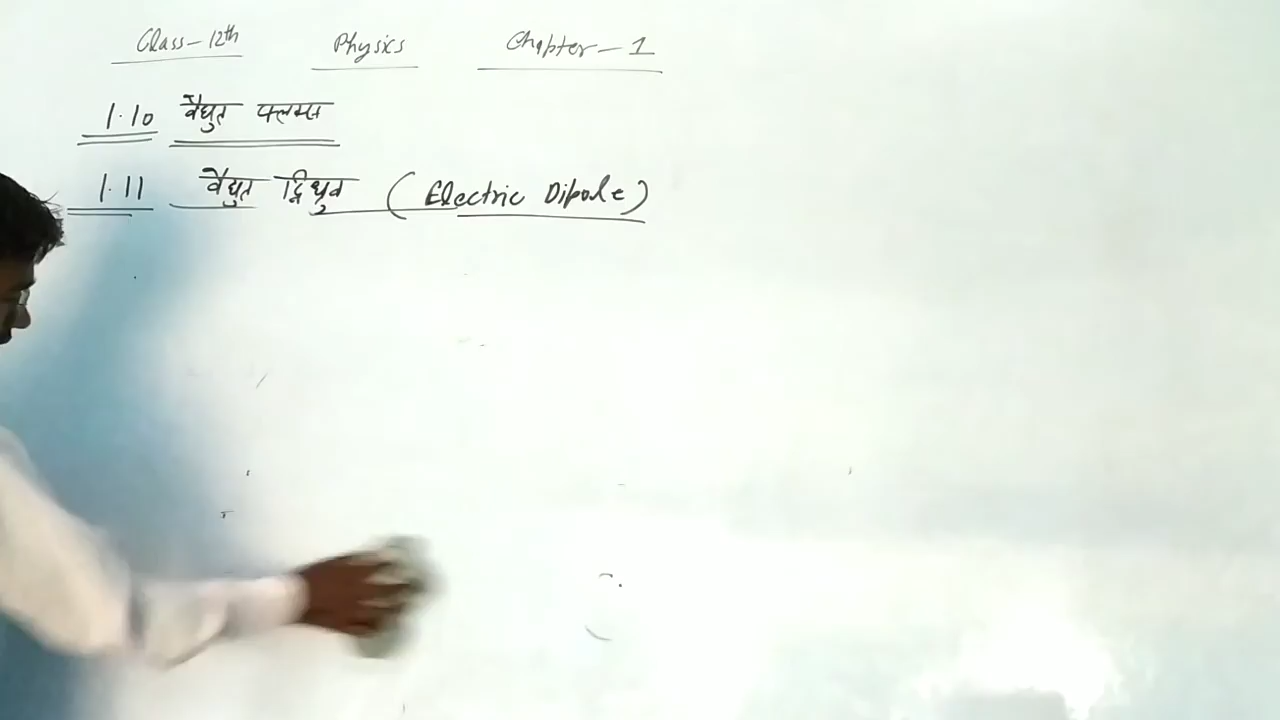 Class-12th Physics Chapter-1
1.10 वैद्युत फ्लक्स
1.11 वैद्युत द्विध्रुव (Electric Dipole)